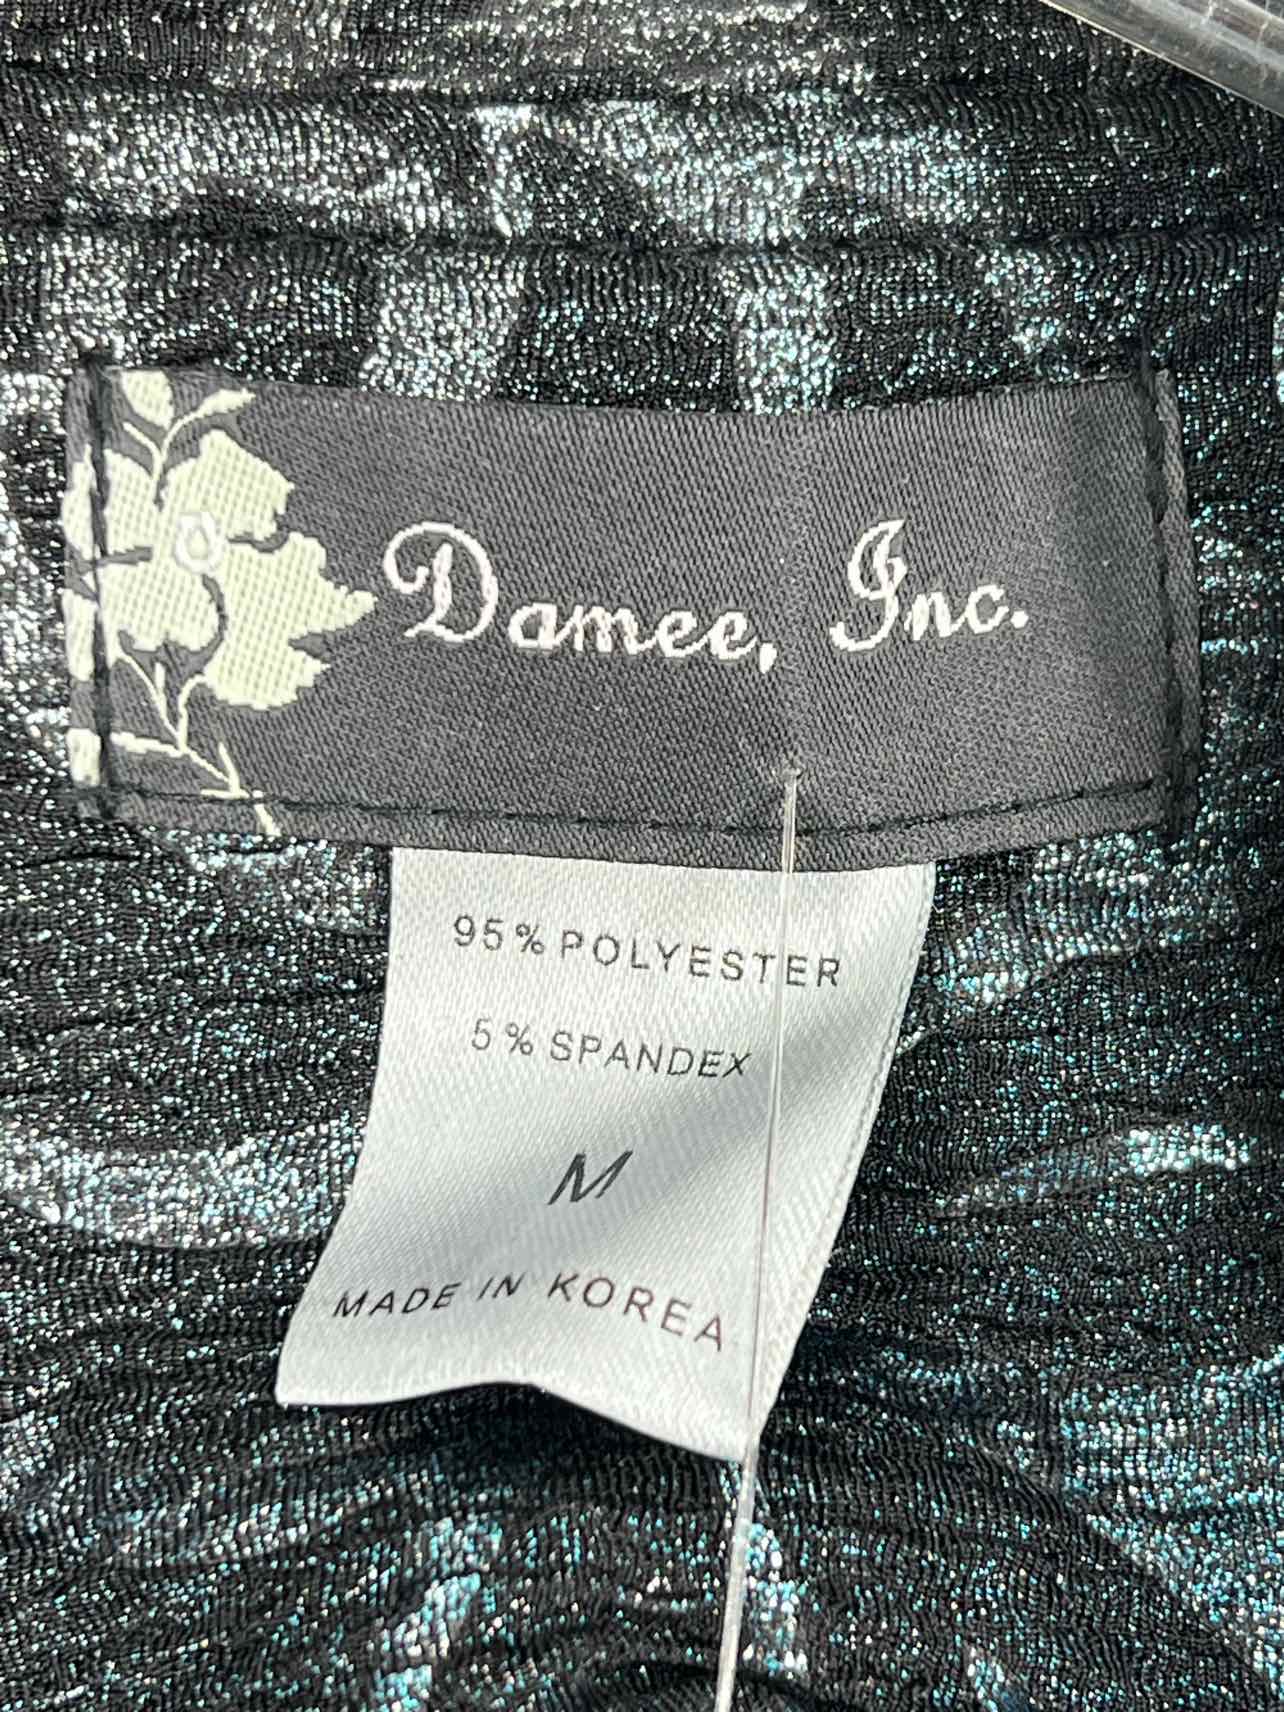 Damee, Inc.
95% POLYESTER
5% SPANDEX
M
MADE IN KOREA